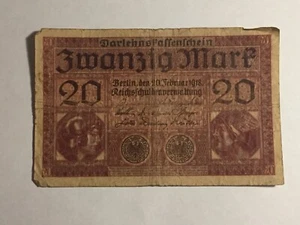 Darlehnskassenschein
Zwanzig Mark
Berlin, den 20. Februar 1918
Reichsschuldenverwaltung
20 20